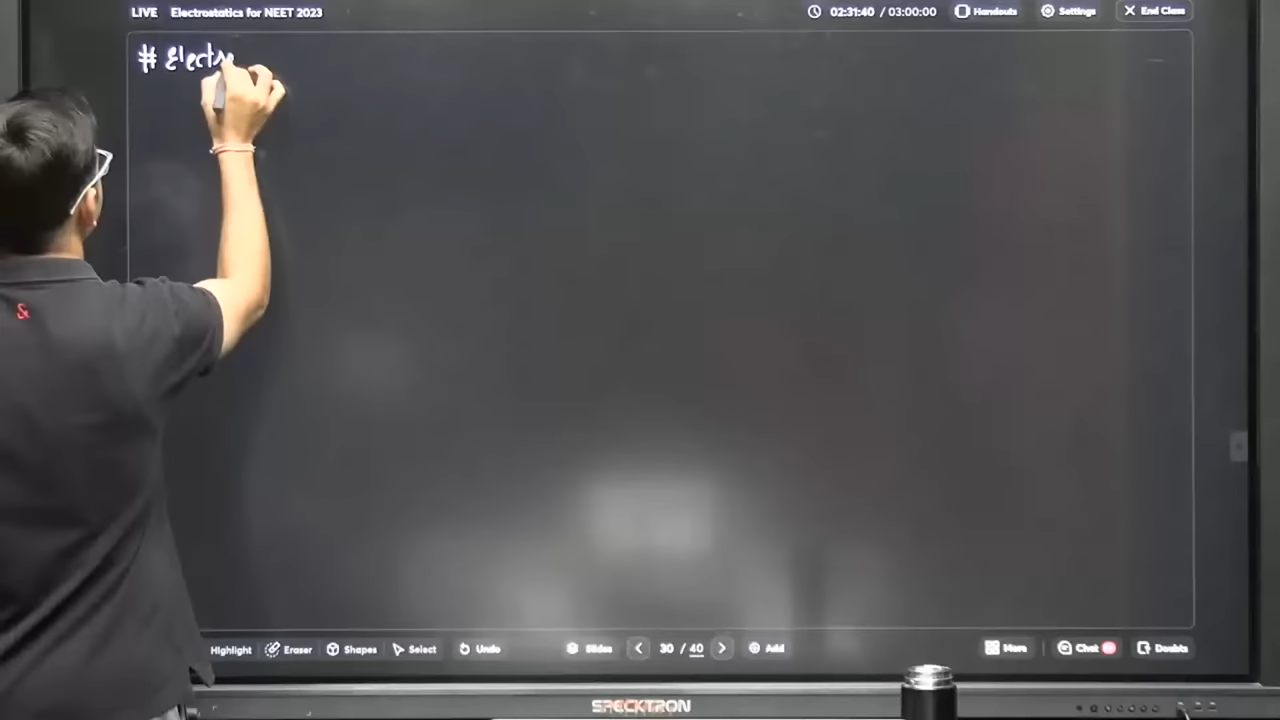 LIVE Electrostatics for NEET 2023 02:31:40 / 03:00:00 Handouts Settings End Class
# Electro
&
Highlight Eraser Shapes Select Undo Slides 30 / 40 Add More Chat Doubts
SPECKTRON